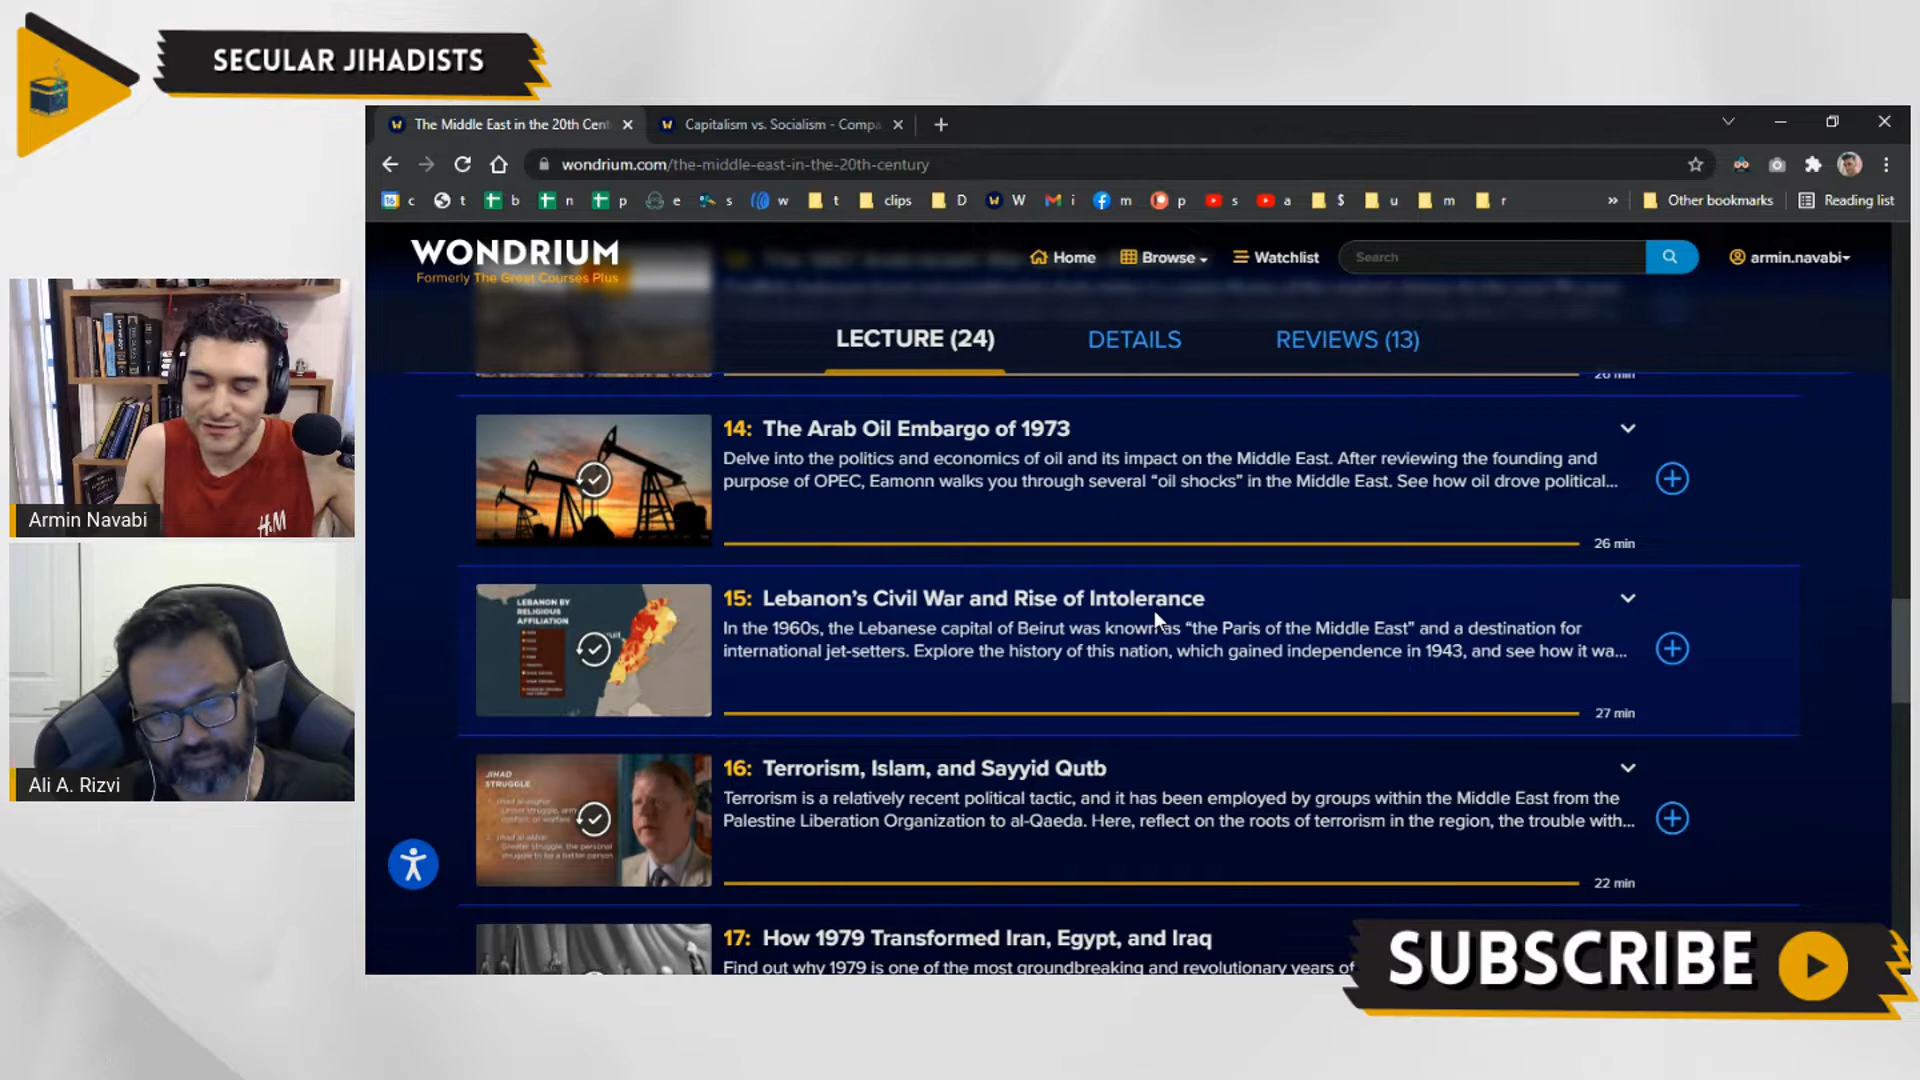 SECULAR JIHADISTS
The Middle East in the 20th Cent
Capitalism vs. Socialism - Compa
wondrium.com/the-middle-east-in-the-20th-century
c t b n p e s w t clips D W i m p s a $ u m r » Other bookmarks Reading list
WONDRIUM
Formerly The Great Courses Plus
Home Browse Watchlist Search armin.navabi
LECTURE (24) DETAILS REVIEWS (13)
26 min
14: The Arab Oil Embargo of 1973
Delve into the politics and economics of oil and its impact on the Middle East. After reviewing the founding and
purpose of OPEC, Eamonn walks you through several “oil shocks” in the Middle East. See how oil drove political...
26 min
LEBANON BY
RELIGIOUS
AFFILIATION
15: Lebanon’s Civil War and Rise of Intolerance
In the 1960s, the Lebanese capital of Beirut was known as “the Paris of the Middle East” and a destination for
international jet-setters. Explore the history of this nation, which gained independence in 1943, and see how it wa...
27 min
JIHAD
STRUGGLE
16: Terrorism, Islam, and Sayyid Qutb
Terrorism is a relatively recent political tactic, and it has been employed by groups within the Middle East from the
Palestine Liberation Organization to al-Qaeda. Here, reflect on the roots of terrorism in the region, the trouble with...
22 min
17: How 1979 Transformed Iran, Egypt, and Iraq
Find out why 1979 is one of the most groundbreaking and revolutionary years of
H&M
Armin Navabi
Ali A. Rizvi
SUBSCRIBE